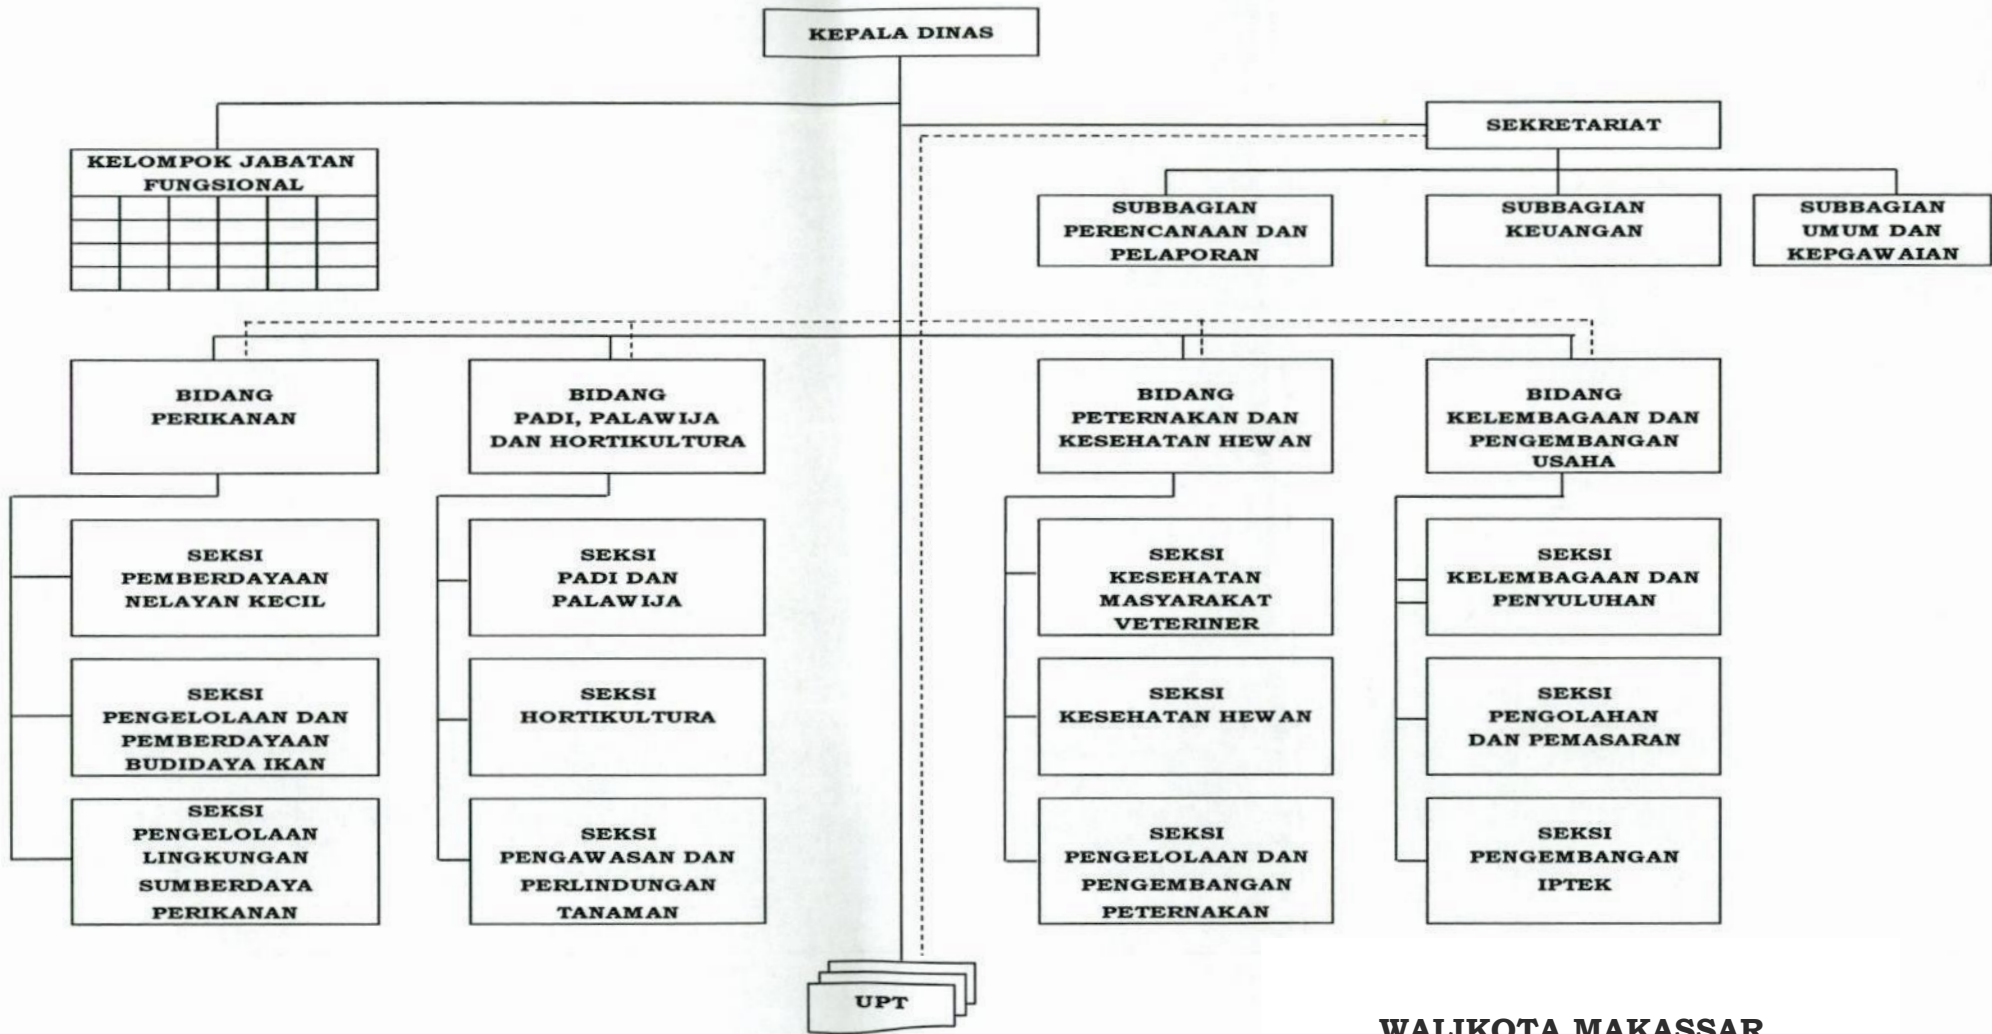 KEPALA DINAS
SEKRETARIAT
KELOMPOK JABATAN
FUNGSIONAL
SUBBAGIAN
PERENCANAAN DAN
PELAPORAN
SUBBAGIAN
KEUANGAN
SUBBAGIAN
UMUM DAN
KEPGAWAIAN
BIDANG
PERIKANAN
BIDANG
PADI, PALAWIJA
DAN HORTIKULTURA
BIDANG
PETERNAKAN DAN
KESEHATAN HEWAN
BIDANG
KELEMBAGAAN DAN
PENGEMBANGAN
USAHA
SEKSI
PEMBERDAYAAN
NELAYAN KECIL
SEKSI
PADI DAN
PALAWIJA
SEKSI
KESEHATAN
MASYARAKAT
VETERINER
SEKSI
KELEMBAGAAN DAN
PENYULUHAN
SEKSI
PENGELOLAAN DAN
PEMBERDAYAAN
BUDIDAYA IKAN
SEKSI
HORTIKULTURA
SEKSI
KESEHATAN HEWAN
SEKSI
PENGOLAHAN
DAN PEMASARAN
SEKSI
PENGELOLAAN
LINGKUNGAN
SUMBERDAYA
PERIKANAN
SEKSI
PENGAWASAN DAN
PERLINDUNGAN
TANAMAN
SEKSI
PENGELOLAAN DAN
PENGEMBANGAN
PETERNAKAN
SEKSI
PENGEMBANGAN
IPTEK
UPT
WALIKOTA MAKASSAR